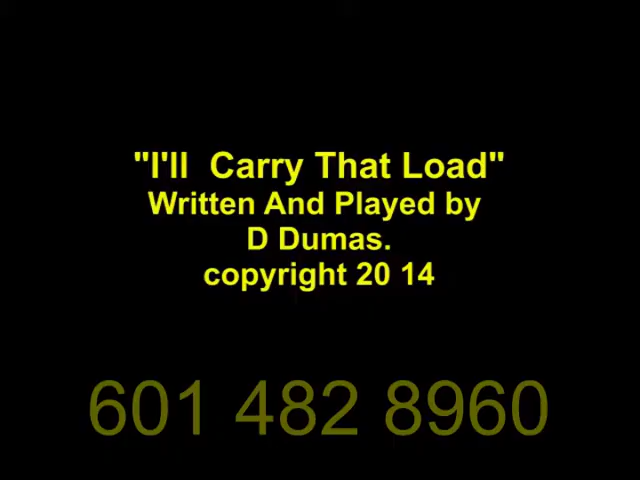 "I'll  Carry That Load"
Written And Played by
D Dumas.
copyright 20 14
601 482 8960